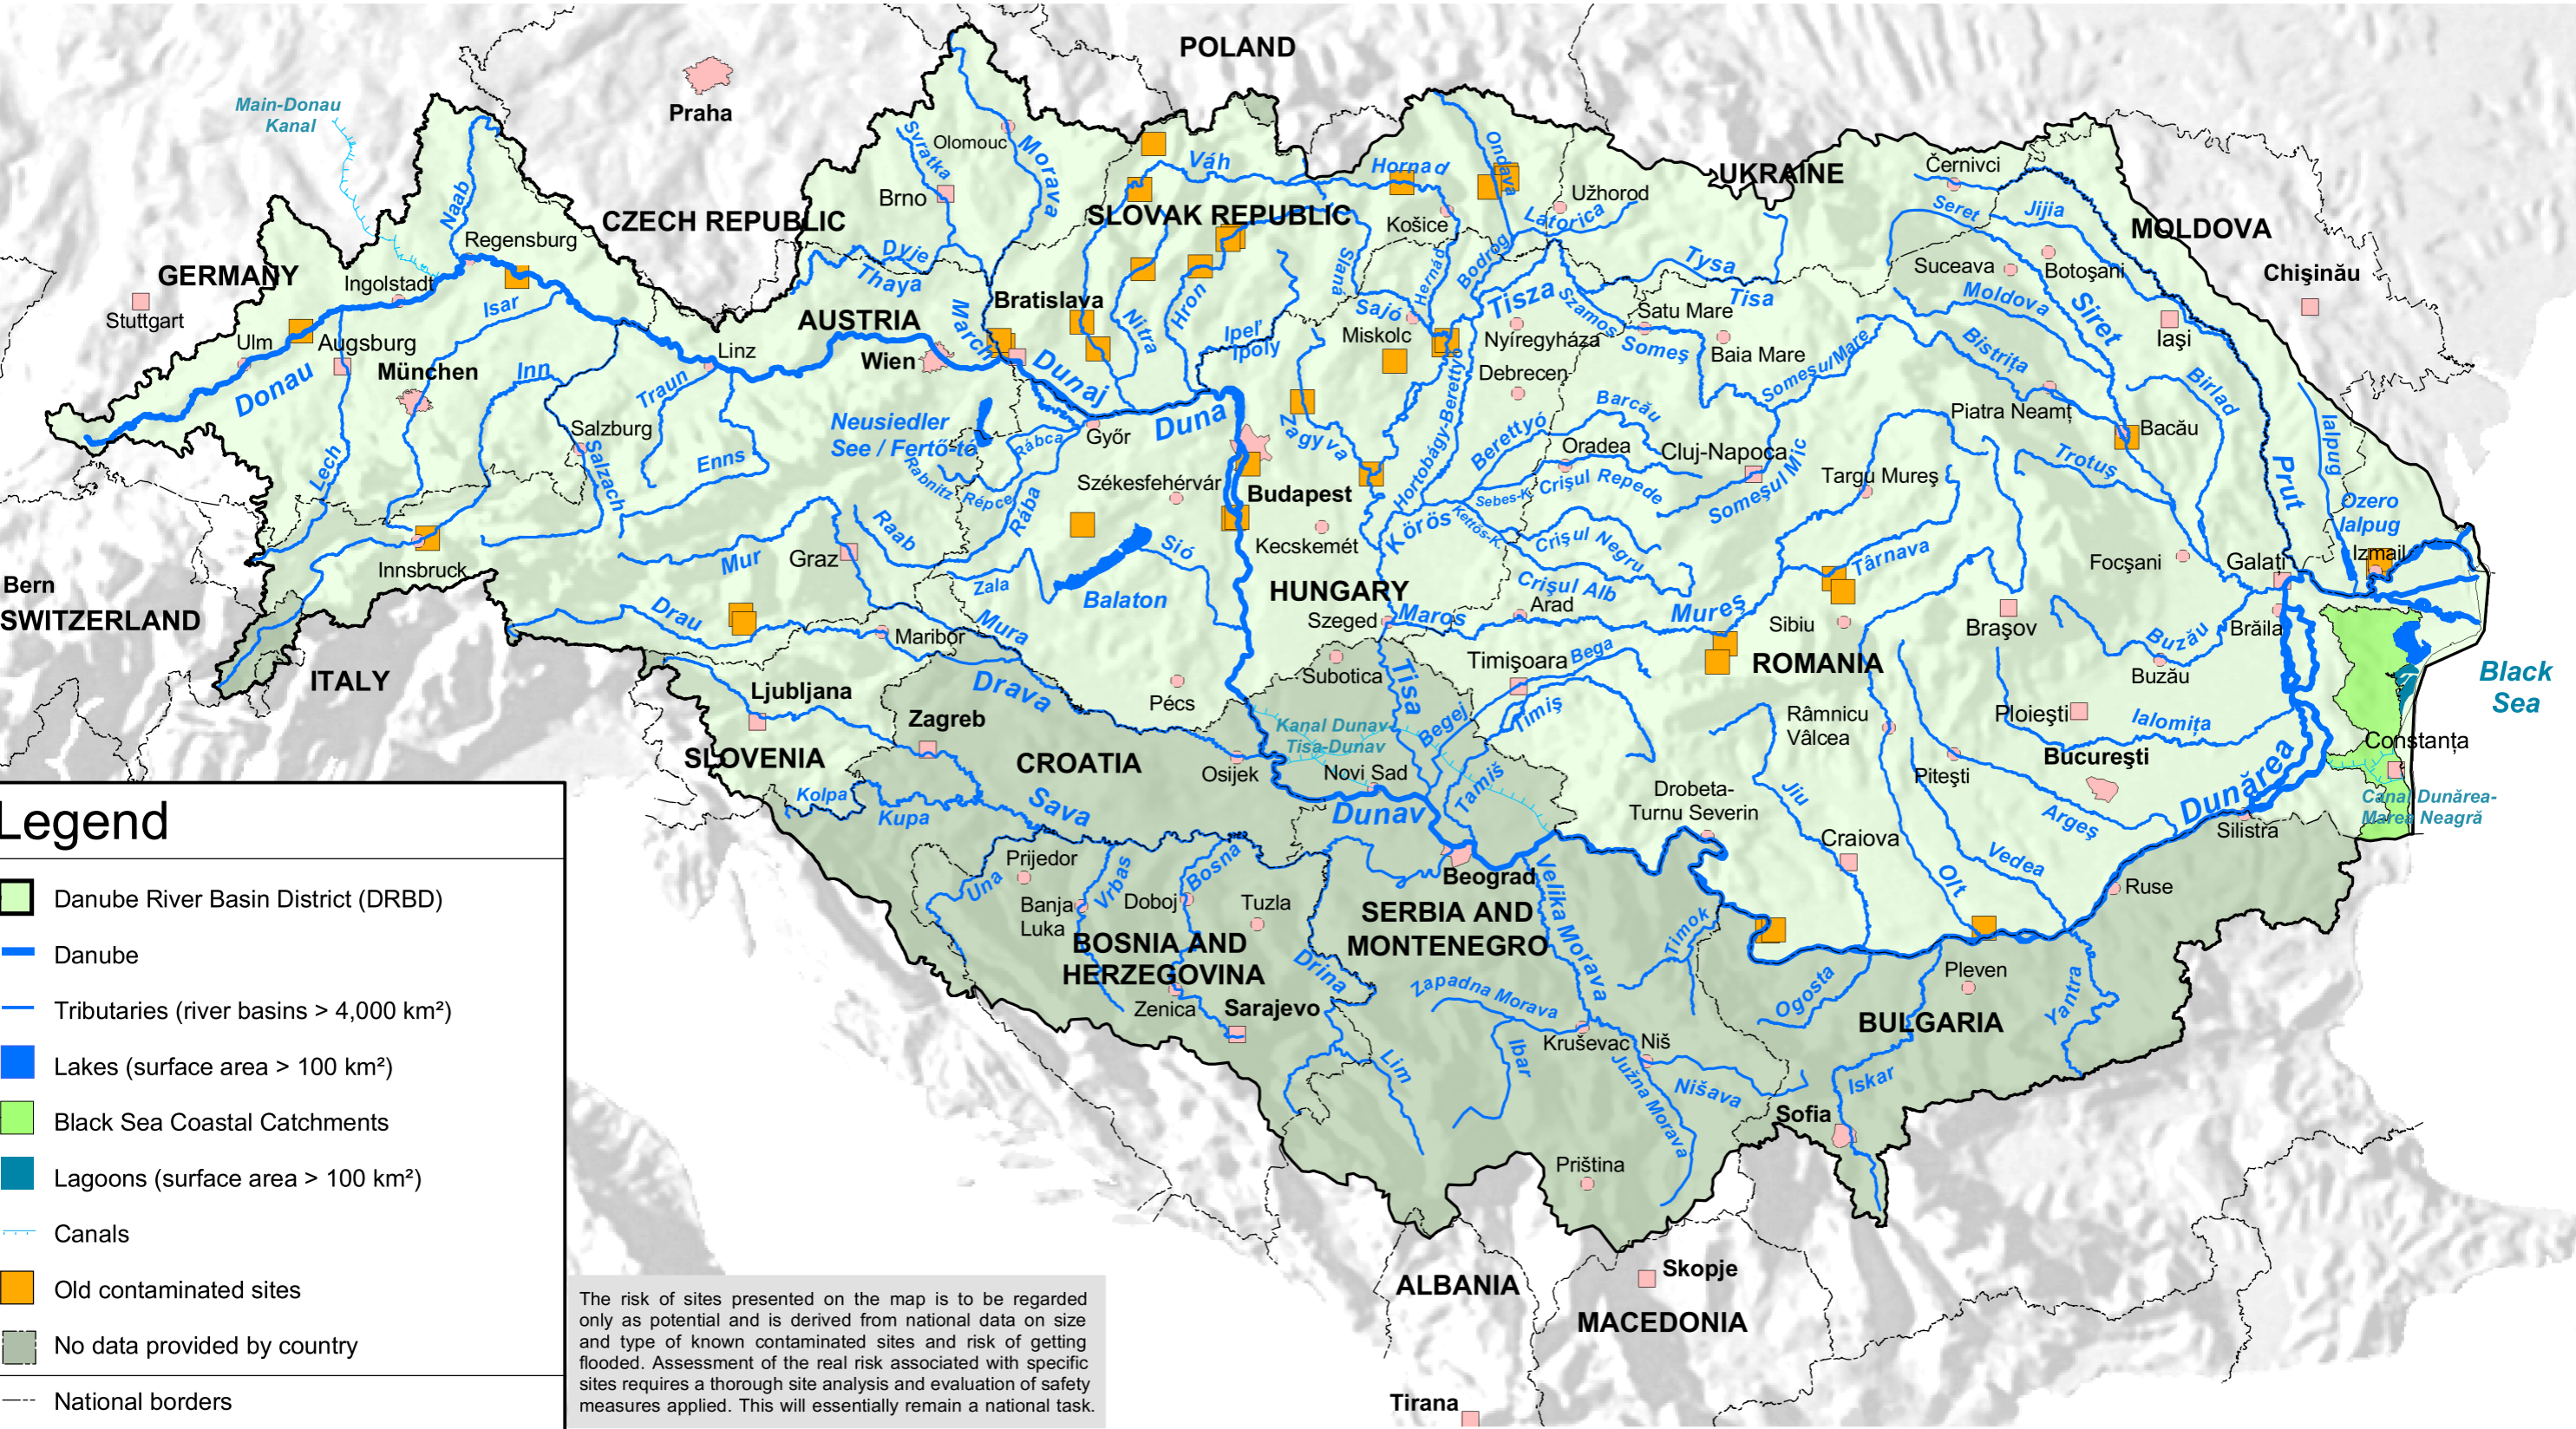 POLAND
Main-Donau
Kanal
Praha
Olomouc
Svratka
Morava
Brno
Váh
Hornad
Ondava
Užhorod
Latorica
UKRAINE
Černivci
Seret
Jijia
MOLDOVA
Chişinău
Naab
Regensburg
CZECH REPUBLIC
SLOVAK REPUBLIC
Košice
GERMANY
Ingolstadt
Stuttgart
Isar
Dyje
Thaya
Slaná
Hernád
Bodrog
Tysa
Tisa
Suceava
Botoşani
Moldova
Siret
Iaşi
Ulm
Augsburg
München
Donau
AUSTRIA
Wien
Linz
March
Bratislava
Nitra
Hron
Ipeľ
Ipoly
Sajó
Miskolc
Tisza
Szamos
Nyíregyháza
Satu Mare
Someş
Baia Mare
Debrecen
Someşu/Mare
Bistriţa
Birlad
Piatra Neamţ
Bacău
Inn
Traun
Salzburg
Salzach
Enns
Lech
Neusiedler
See / Fertő-tó
Dunaj
Duna
Győr
Rábca
Rabnitz
Répce
Rába
Székesfehérvár
Zagyva
Hortobágy-Berettyó
Berettyó
Barcău
Oradea
Cluj-Napoca
Sebes-K.
Crişul Repede
Someşul Mic
Targu Mureş
Trotuş
Prut
Ialpug
Ozero
Ialpug
Izmail
Budapest
Kecskemét
Körös
Kettős-K.
Crişul Negru
Crişul Alb
Târnava
Focşani
Galaţi
Bern
SWITZERLAND
Innsbruck
Mur
Graz
Raab
Zala
Sió
Balaton
HUNGARY
Szeged
Maros
Arad
Mureş
Sibiu
Braşov
Buzău
Brăila
Drau
Maribor
Mura
ITALY
Ljubljana
Drava
Pécs
Subotica
Tisa
Timişoara
Bega
ROMANIA
Buzău
Black
Sea
Zagreb
SLOVENIA
CROATIA
Osijek
Kanal Dunav-
Tisa-Dunav
Novi Sad
Begej
Timiş
Tamiš
Râmnicu
Vâlcea
Ploieşti
Ialomiţa
Piteşti
Bucureşti
Constanţa
Kolpa
Kupa
Sava
Dunav
Drobeta-
Turnu Severin
Jiu
Craiova
Argeş
Dunărea
Canal Dunărea-
Marea Neagră
Silistra
Prijedor
Una
Vrbas
Bosna
Banja
Luka
Doboj
Tuzla
Beograd
SERBIA AND
MONTENEGRO
Velika Morava
Timok
Olt
Vedea
Ruse
BOSNIA AND
HERZEGOVINA
Drina
Zenica
Sarajevo
Zapadna Morava
Ogosta
Pleven
Yantra
BULGARIA
Lim
Ibar
Kruševac
Niš
Južna Morava
Nišava
Iskar
Sofia
Priština
ALBANIA
Skopje
MACEDONIA
Tirana
Legend
Danube River Basin District (DRBD)
Danube
Tributaries (river basins > 4,000 km²)
Lakes (surface area > 100 km²)
Black Sea Coastal Catchments
Lagoons (surface area > 100 km²)
Canals
Old contaminated sites
No data provided by country
National borders
The risk of sites presented on the map is to be regarded
only as potential and is derived from national data on size
and type of known contaminated sites and risk of getting
flooded. Assessment of the real risk associated with specific
sites requires a thorough site analysis and evaluation of safety
measures applied. This will essentially remain a national task.